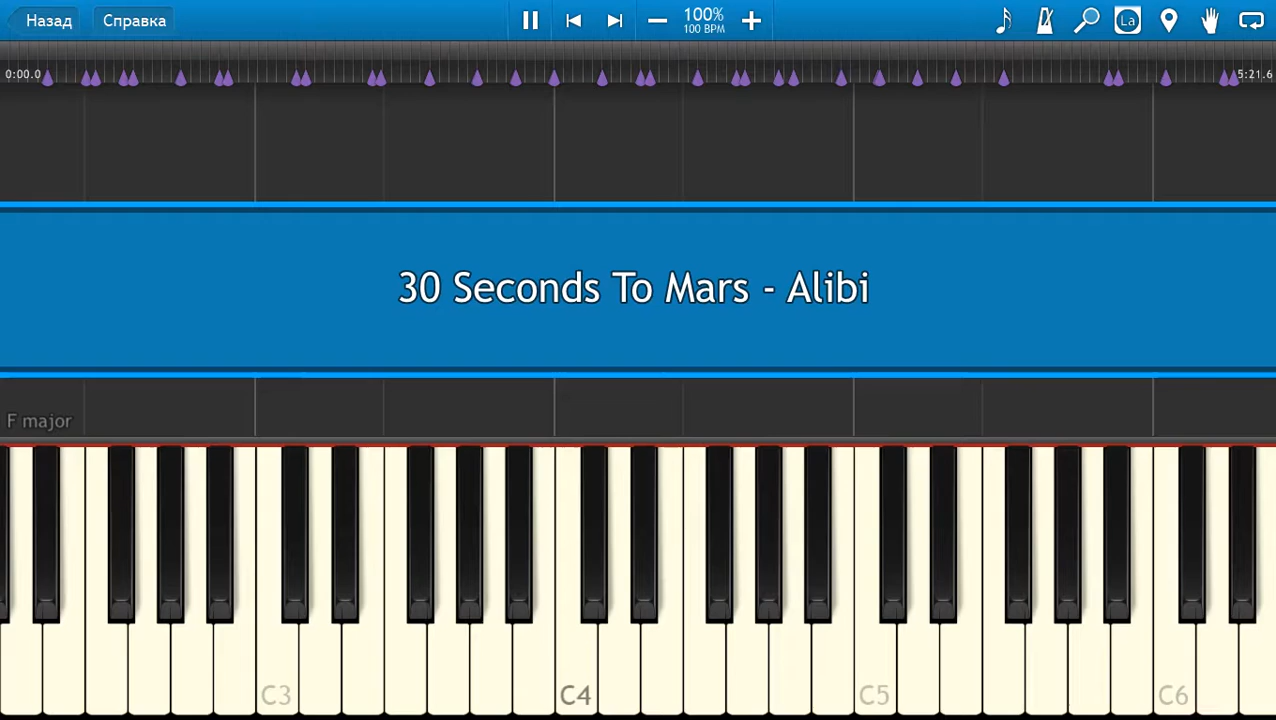 Назад
Справка
100%
100 BPM
La
0:00.0
5:21.6
30 Seconds To Mars - Alibi
F major
C3
C4
C5
C6